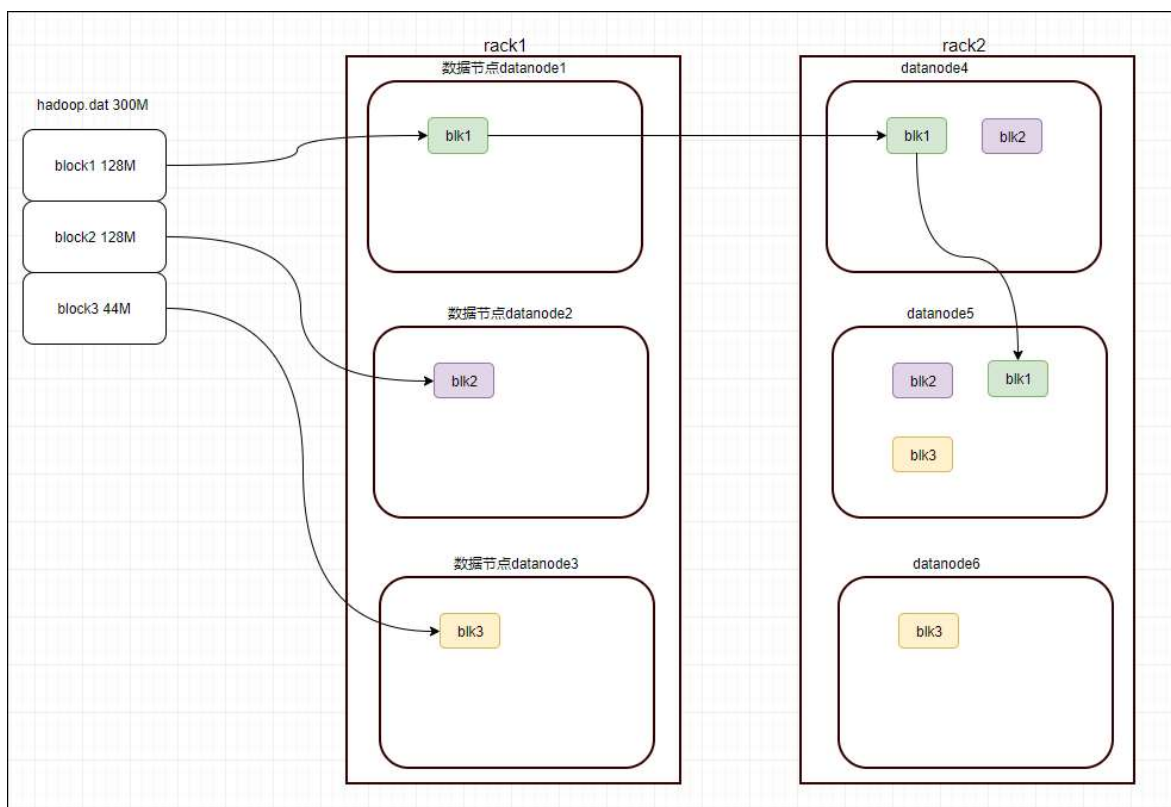 rack1
rack2
数据节点datanode1
datanode4
hadoop.dat 300M
block1 128M
block2 128M
block3 44M
blk1
blk1
blk2
数据节点datanode2
datanode5
blk2
blk2
blk1
blk3
数据节点datanode3
datanode6
blk3
blk3